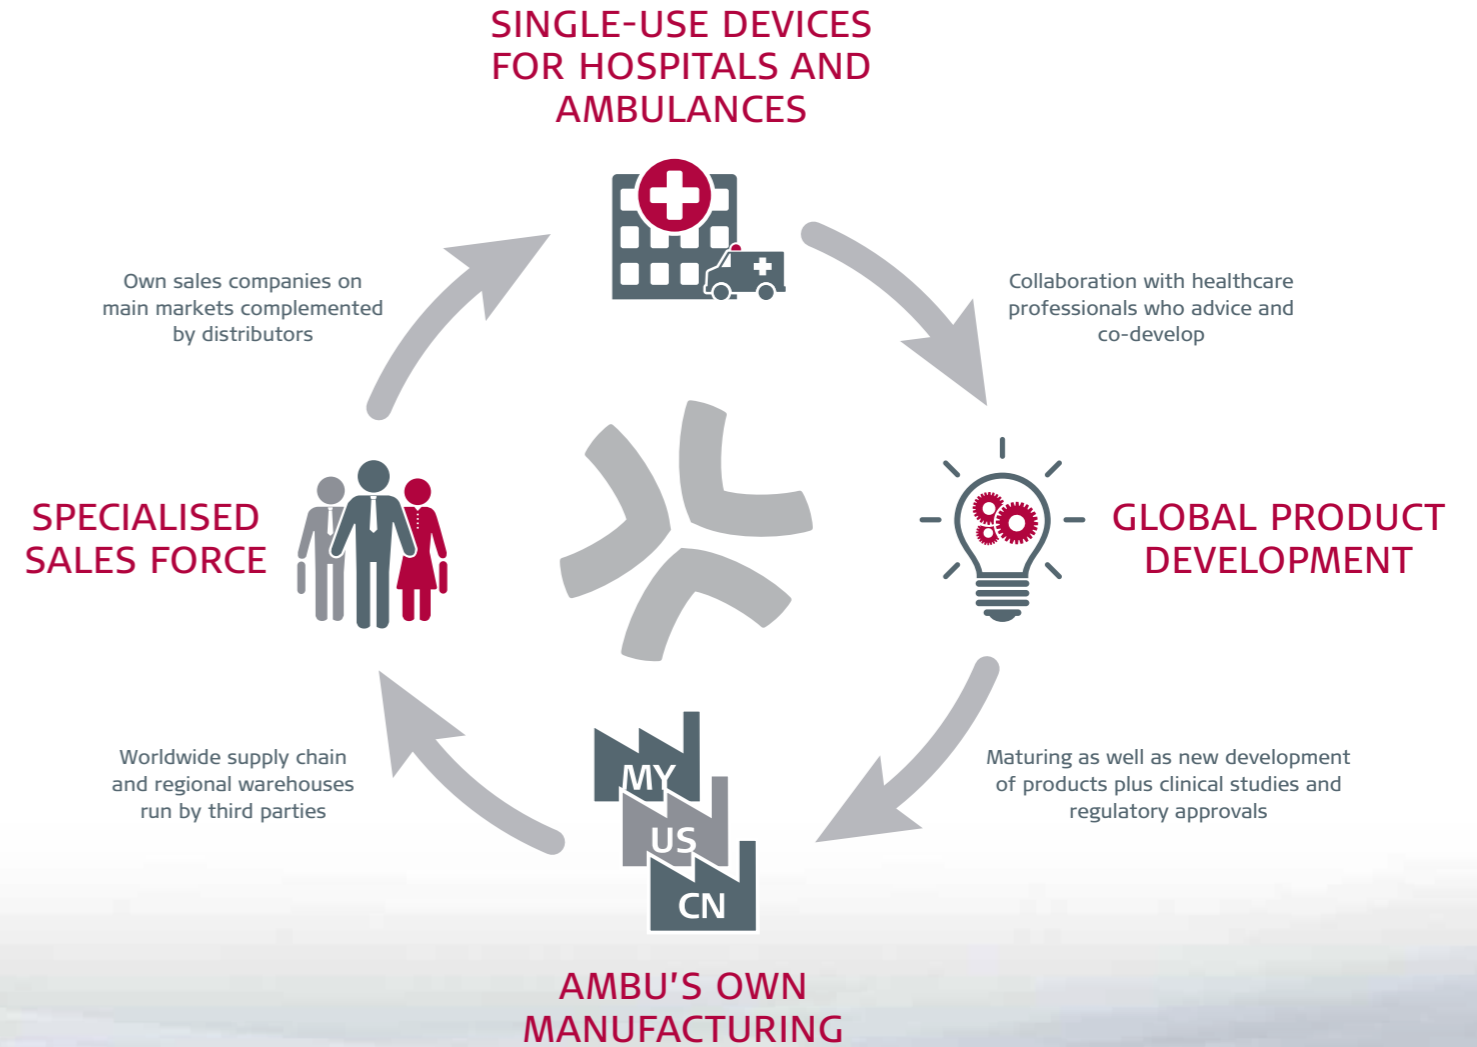 SINGLE-USE DEVICES
FOR HOSPITALS AND
AMBULANCES
Own sales companies on
main markets complemented
by distributors
Collaboration with healthcare
professionals who advice and
co-develop
SPECIALISED
SALES FORCE
GLOBAL PRODUCT
DEVELOPMENT
Worldwide supply chain
and regional warehouses
run by third parties
MY
US
CN
Maturing as well as new development
of products plus clinical studies and
regulatory approvals
AMBU'S OWN
MANUFACTURING